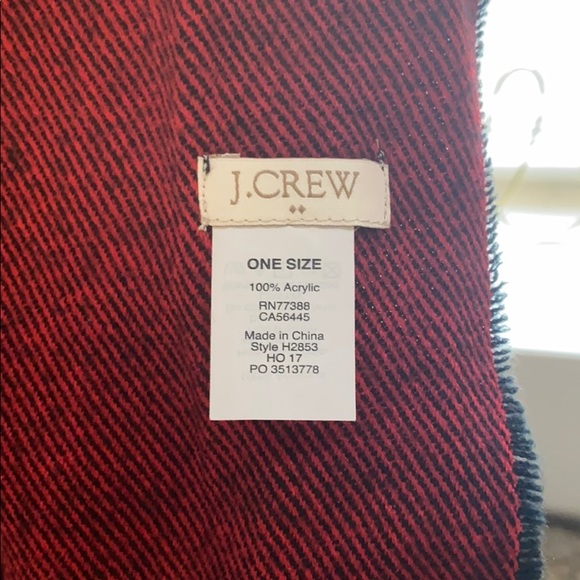 J.CREW
ONE SIZE
100% Acrylic
RN77388
CA56445
Made in China
Style H2853
HO 17
PO 3513778